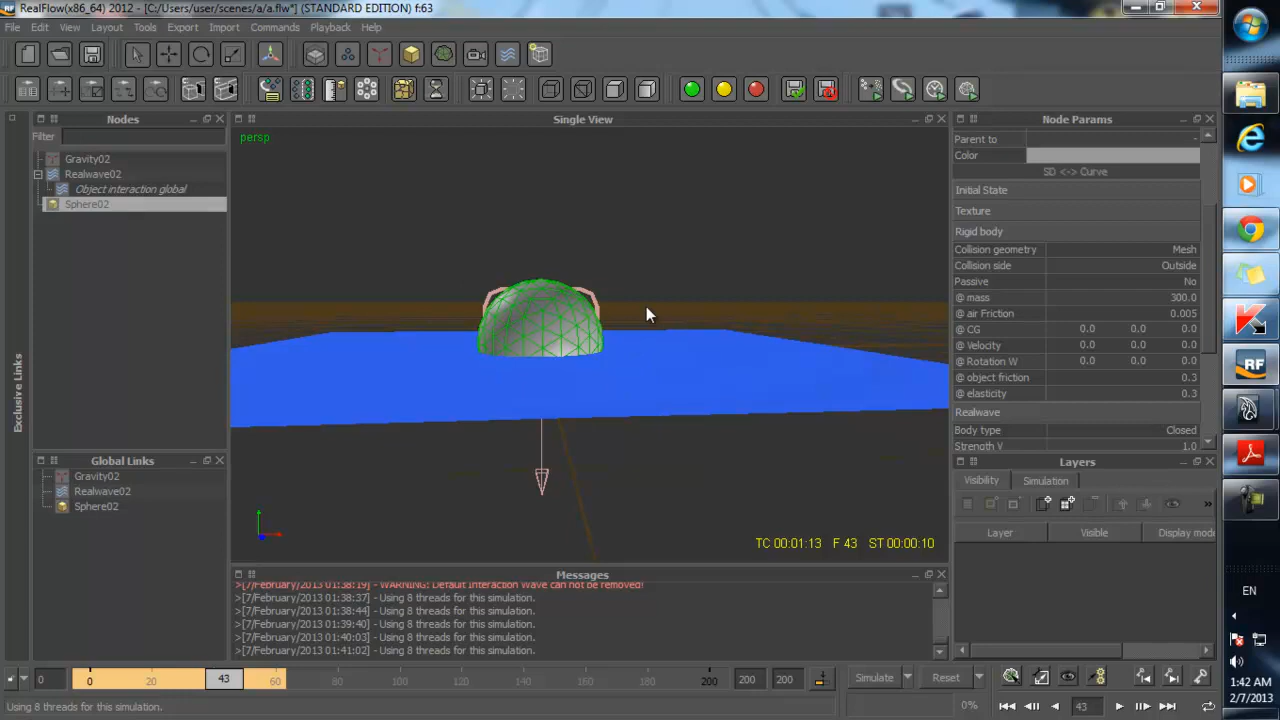 RealFlow(x86_64) 2012 - [C:/Users/user/scenes/a/a.flw*] (STANDARD EDITION) f:63
File Edit View Layout Tools Export Import Commands Playback Help
Nodes
Filter
Gravity02
Realwave02
Object interaction global
Sphere02
Exclusive Links
Global Links
Gravity02
Realwave02
Sphere02
Single View
persp
TC 00:01:13 F 43 ST 00:00:10
Messages
>[7/February/2013 01:38:19] - WARNING: Default Interaction Wave can not be removed!
>[7/February/2013 01:38:37] - Using 8 threads for this simulation.
>[7/February/2013 01:38:44] - Using 8 threads for this simulation.
>[7/February/2013 01:39:40] - Using 8 threads for this simulation.
>[7/February/2013 01:40:03] - Using 8 threads for this simulation.
>[7/February/2013 01:41:02] - Using 8 threads for this simulation.
Node Params
Parent to -
Color
SD <-> Curve
Initial State
Texture
Rigid body
Collision geometry Mesh
Collision side Outside
Passive No
@ mass 300.0
@ air Friction 0.005
@ CG 0.0 0.0 0.0
@ Velocity 0.0 0.0 0.0
@ Rotation W 0.0 0.0 0.0
@ object friction 0.3
@ elasticity 0.3
Realwave
Body type Closed
Strength V 1.0
Layers
Visibility Simulation
Layer Visible Display mode
0 0 20 43 60 80 100 120 140 160 180 200 200 200 Simulate Reset
Using 8 threads for this simulation.
0% 43
RF
EN
1:42 AM
2/7/2013